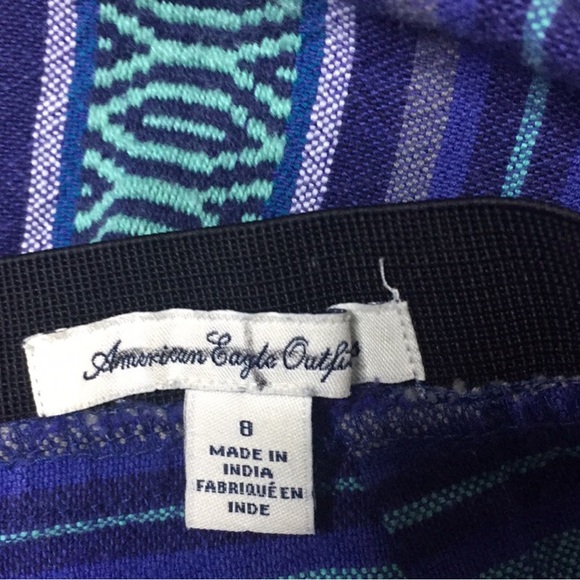 American Eagle Outfi
8
MADE IN
INDIA
FABRIQUÉ EN
INDE